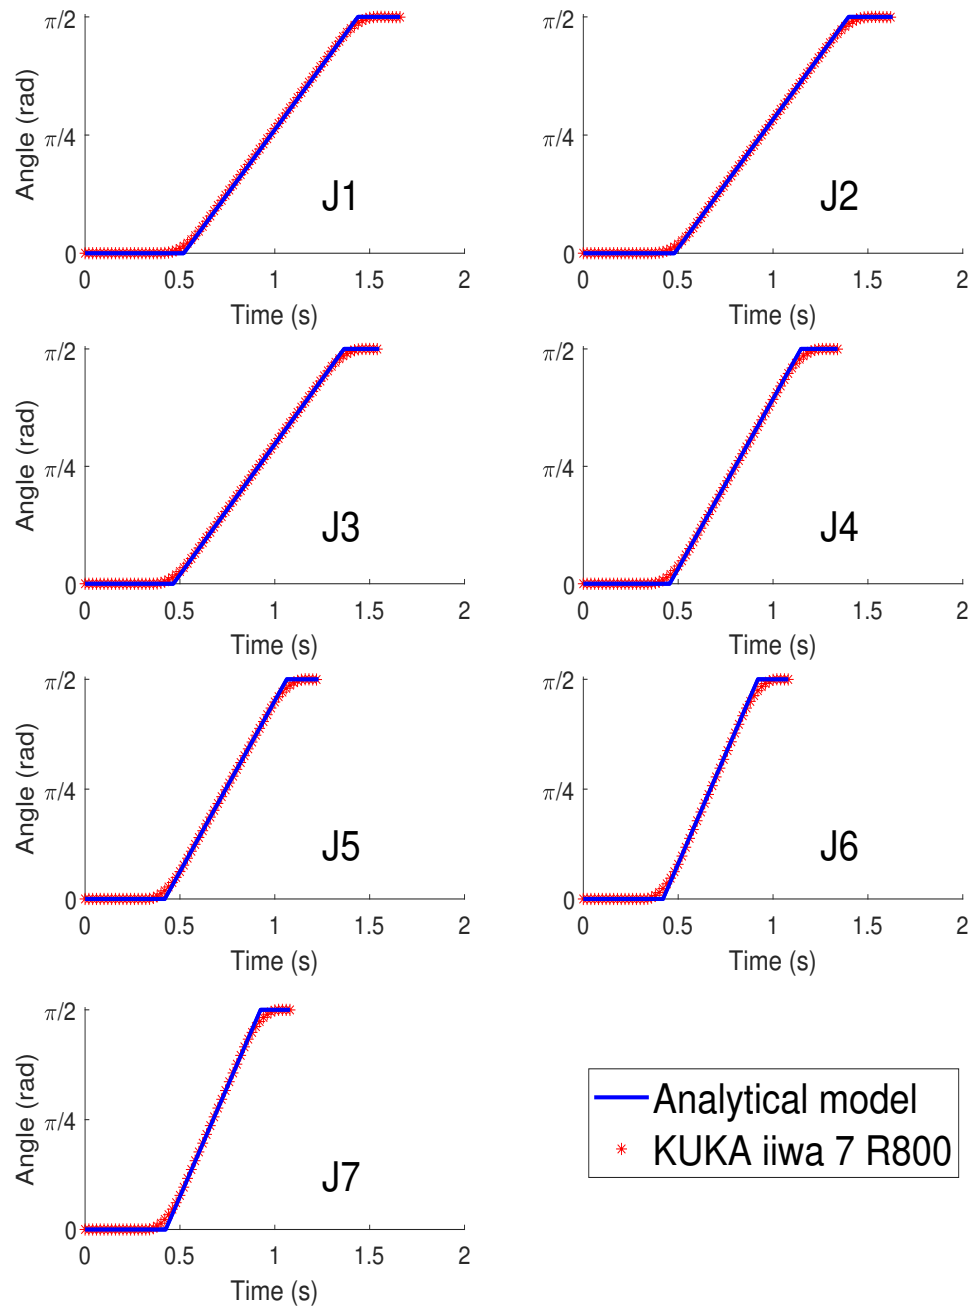 π/2
π/4
0
Angle (rad)
J1
0 0.5 1 1.5 2
Time (s)
π/2
π/4
0
J2
0 0.5 1 1.5 2
Time (s)
π/2
π/4
0
Angle (rad)
J3
0 0.5 1 1.5 2
Time (s)
π/2
π/4
0
J4
0 0.5 1 1.5 2
Time (s)
π/2
π/4
0
Angle (rad)
J5
0 0.5 1 1.5 2
Time (s)
π/2
π/4
0
J6
0 0.5 1 1.5 2
Time (s)
π/2
π/4
0
Angle (rad)
J7
0 0.5 1 1.5 2
Time (s)
Analytical model
KUKA iiwa 7 R800